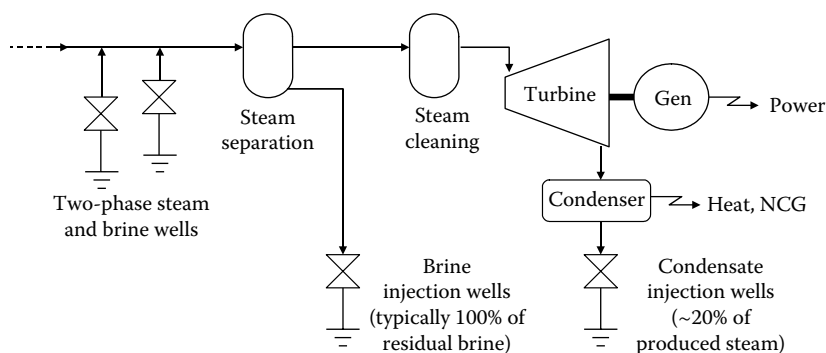 Steam
separation
Steam
cleaning
Turbine
Gen
Power
Two-phase steam
and brine wells
Condenser
Heat, NCG
Brine
injection wells
(typically 100% of
residual brine)
Condensate
injection wells
(~20% of
produced steam)